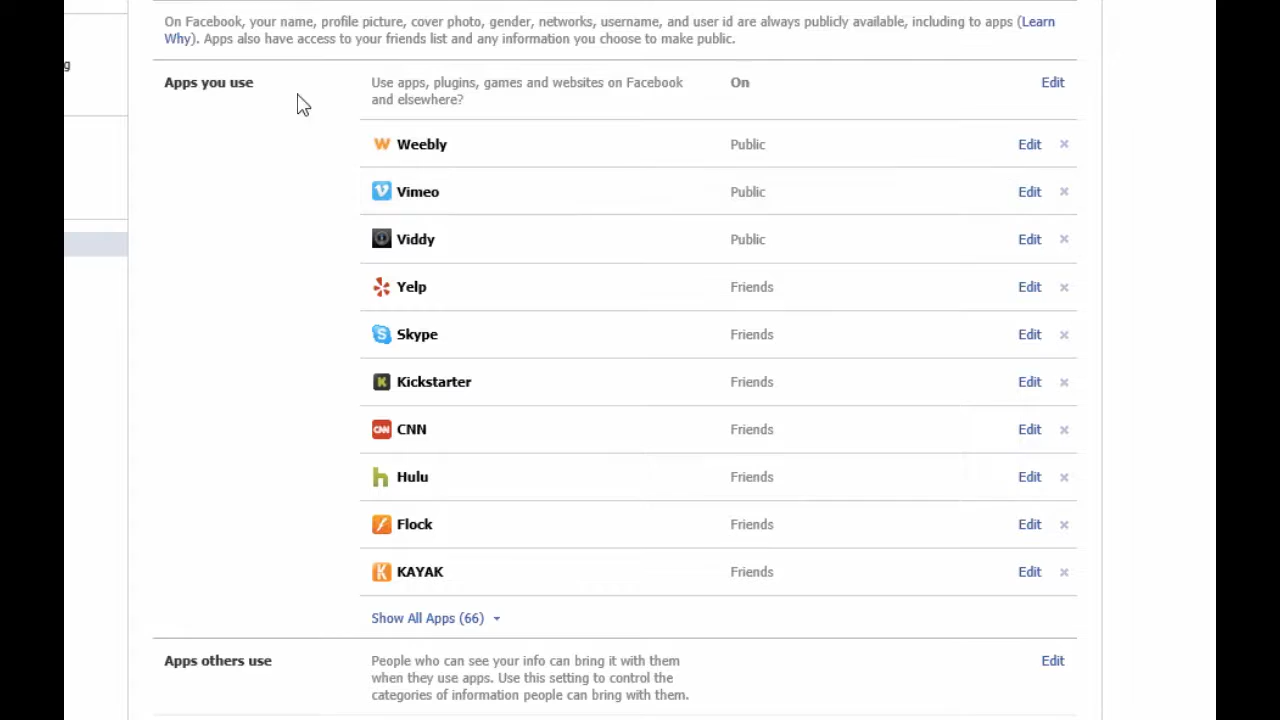 On Facebook, your name, profile picture, cover photo, gender, networks, username, and user id are always publicly available, including to apps (Learn
Why). Apps also have access to your friends list and any information you choose to make public.
g
Apps you use
Use apps, plugins, games and websites on Facebook
and elsewhere?
On
Edit
Weebly Public Edit ×
Vimeo Public Edit ×
Viddy Public Edit ×
Yelp Friends Edit ×
Skype Friends Edit ×
Kickstarter Friends Edit ×
CNN CNN Friends Edit ×
Hulu Friends Edit ×
Flock Friends Edit ×
KAYAK Friends Edit ×
Show All Apps (66)
Apps others use
People who can see your info can bring it with them
when they use apps. Use this setting to control the
categories of information people can bring with them.
Edit